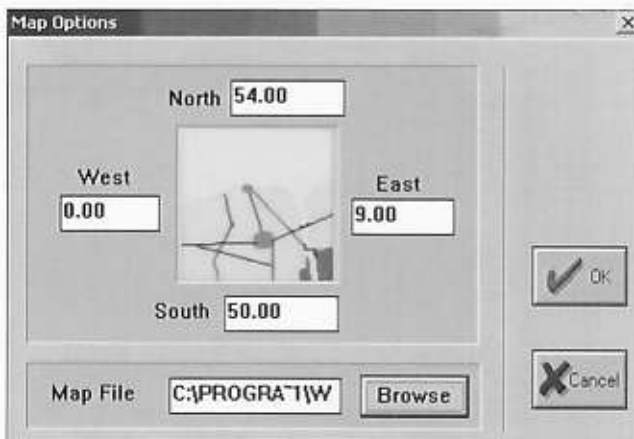 Map Options
North 54.00
West
0.00
East
9.00
South 50.00
OK
Map File C:\PROGRA~1\W Browse
Cancel